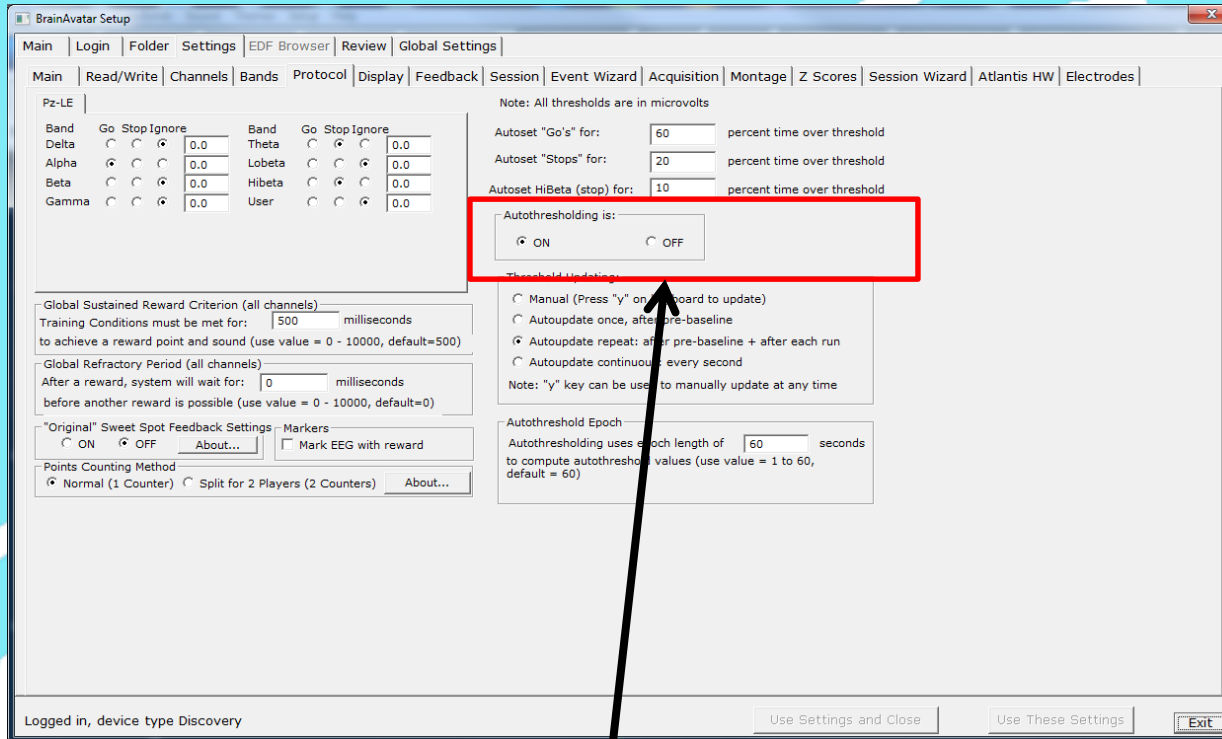 BrainAvatar Setup
Main Login Folder Settings EDF Browser Review Global Settings
Main Read/Write Channels Bands Protocol Display Feedback Session Event Wizard Acquisition Montage Z Scores Session Wizard Atlantis HW Electrodes
Pz-LE
Band Go Stop Ignore Band Go Stop Ignore
Delta 0.0 Theta 0.0
Alpha 0.0 Lobeta 0.0
Beta 0.0 Hibeta 0.0
Gamma 0.0 User 0.0
Note: All thresholds are in microvolts
Autoset "Go's" for: 60 percent time over threshold
Autoset "Stops" for: 20 percent time over threshold
Autoset HiBeta (stop) for: 10 percent time over threshold
Autothresholding is:
ON OFF
Threshold Updating:
Manual (Press "y" on board to update)
Autoupdate once, after pre-baseline
Autoupdate repeat: after pre-baseline + after each run
Autoupdate continuous: every second
Note: "y" key can be used to manually update at any time
Autothreshold Epoch
Autothresholding uses epoch length of 60 seconds
to compute autothreshold values (use value = 1 to 60,
default = 60)
Global Sustained Reward Criterion (all channels)
Training Conditions must be met for: 500 milliseconds
to achieve a reward point and sound (use value = 0 - 10000, default=500)
Global Refractory Period (all channels)
After a reward, system will wait for: 0 milliseconds
before another reward is possible (use value = 0 - 10000, default=0)
"Original" Sweet Spot Feedback Settings Markers
ON OFF About... Mark EEG with reward
Points Counting Method
Normal (1 Counter) Split for 2 Players (2 Counters) About...
Logged in, device type Discovery
Use Settings and Close Use These Settings Exit